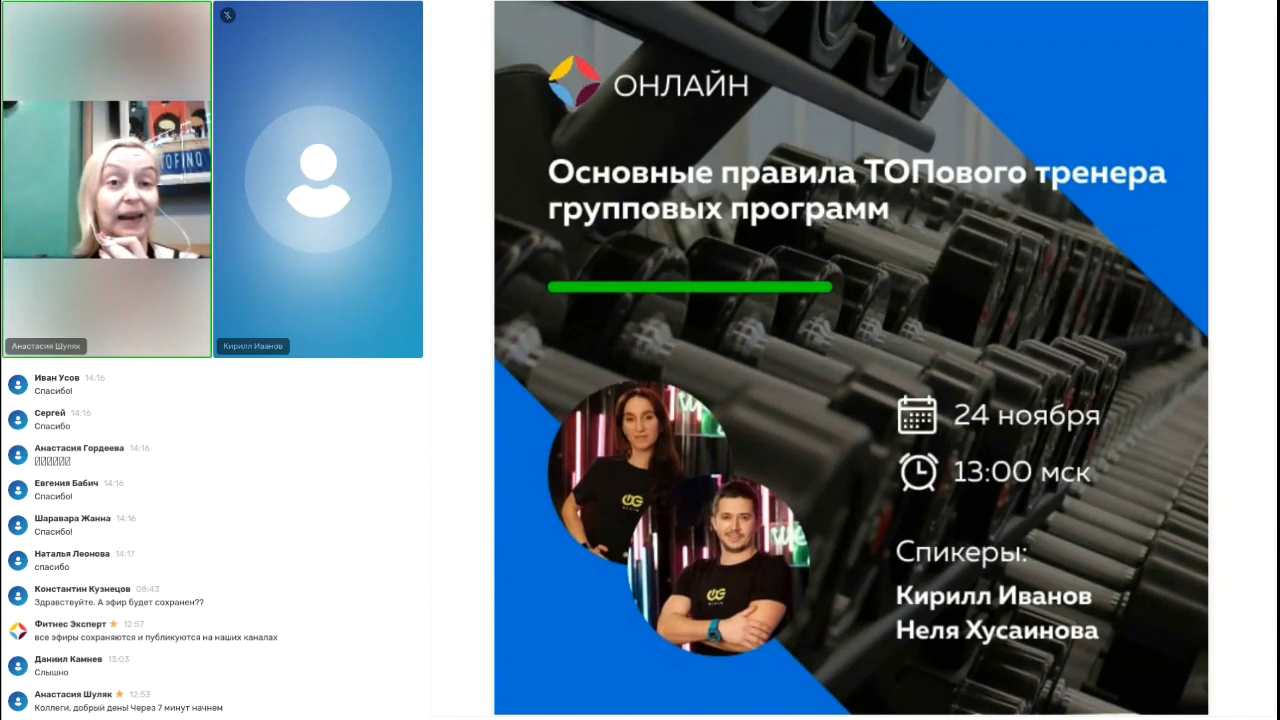 OFINO
Анастасия Шуляк
Кирилл Иванов
Иван Усов 14:16
Спасибо!
Сергей 14:16
Спасибо
Анастасия Гордеева 14:16
Евгения Бабич 14:16
Спасибо!
Шаравара Жанна 14:16
Спасибо!
Наталья Леонова 14:17
спасибо
Константин Кузнецов 08:43
Здравствуйте. А эфир будет сохранен??
Фитнес Эксперт 12:57
все эфиры сохраняются и публикуются на наших каналах
Даниил Камнев 13:03
Слышно
Анастасия Шуляк 12:53
Коллеги, добрый день! Через 7 минут начнем
ОНЛАЙН
Основные правила ТОПового тренера
групповых программ
24 ноября
13:00 мск
Спикеры:
Кирилл Иванов
Неля Хусаинова